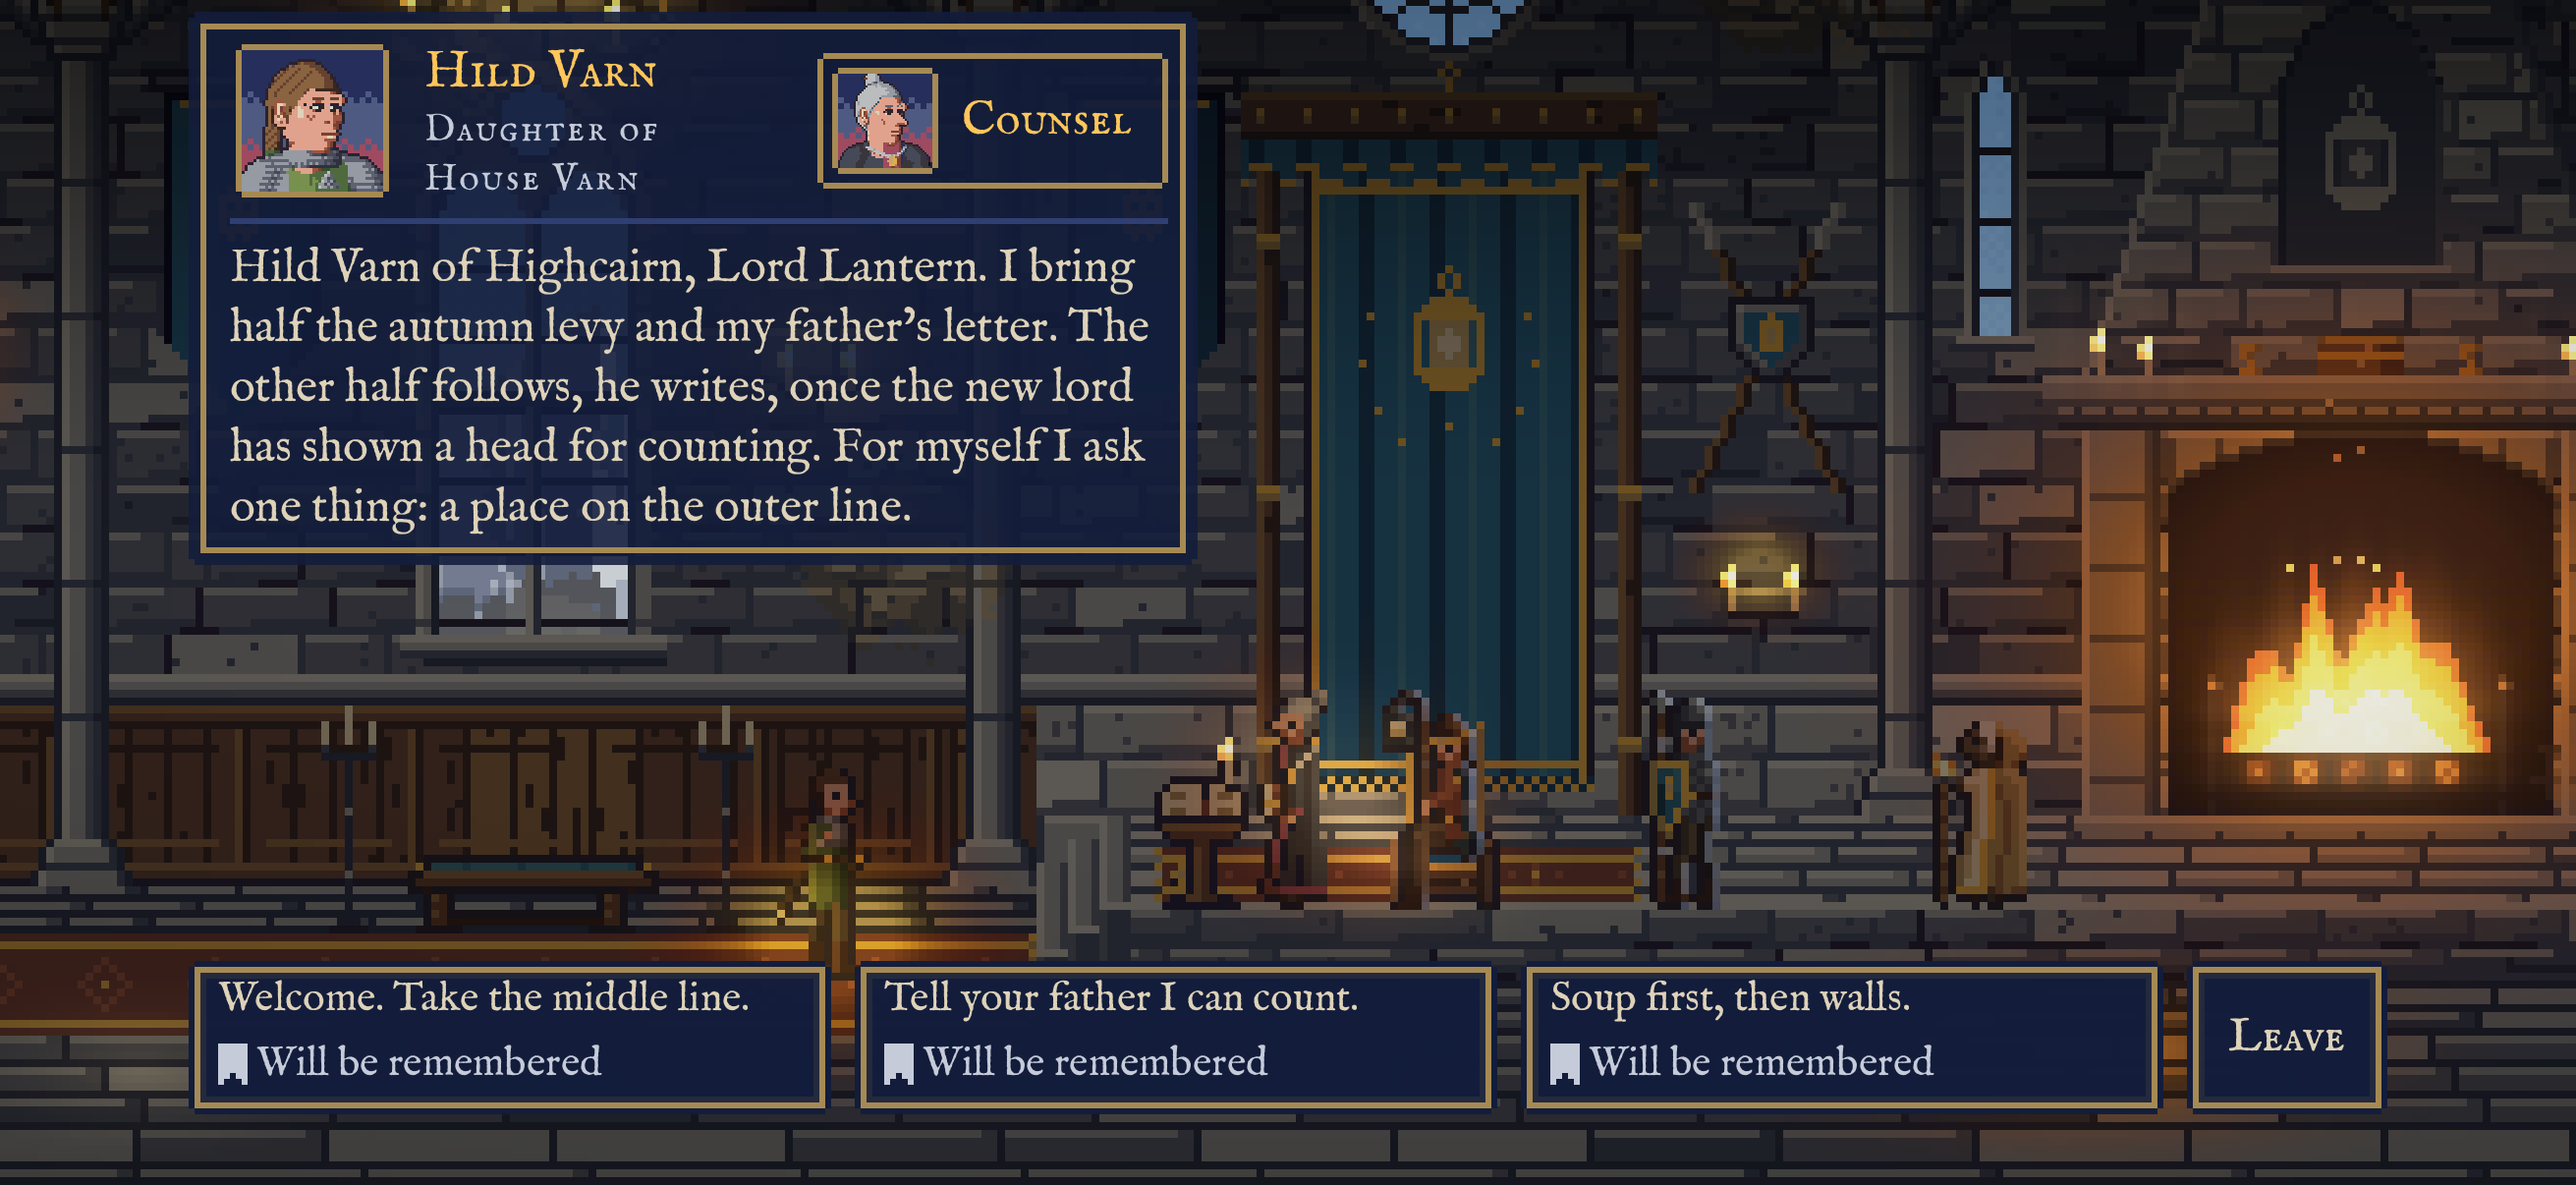 Hild Varn
Daughter of
House Varn
Counsel
Hild Varn of Highcairn, Lord Lantern. I bring
half the autumn levy and my father's letter. The
other half follows, he writes, once the new lord
has shown a head for counting. For myself I ask
one thing: a place on the outer line.
Welcome. Take the middle line.
Will be remembered
Tell your father I can count.
Will be remembered
Soup first, then walls.
Will be remembered
Leave